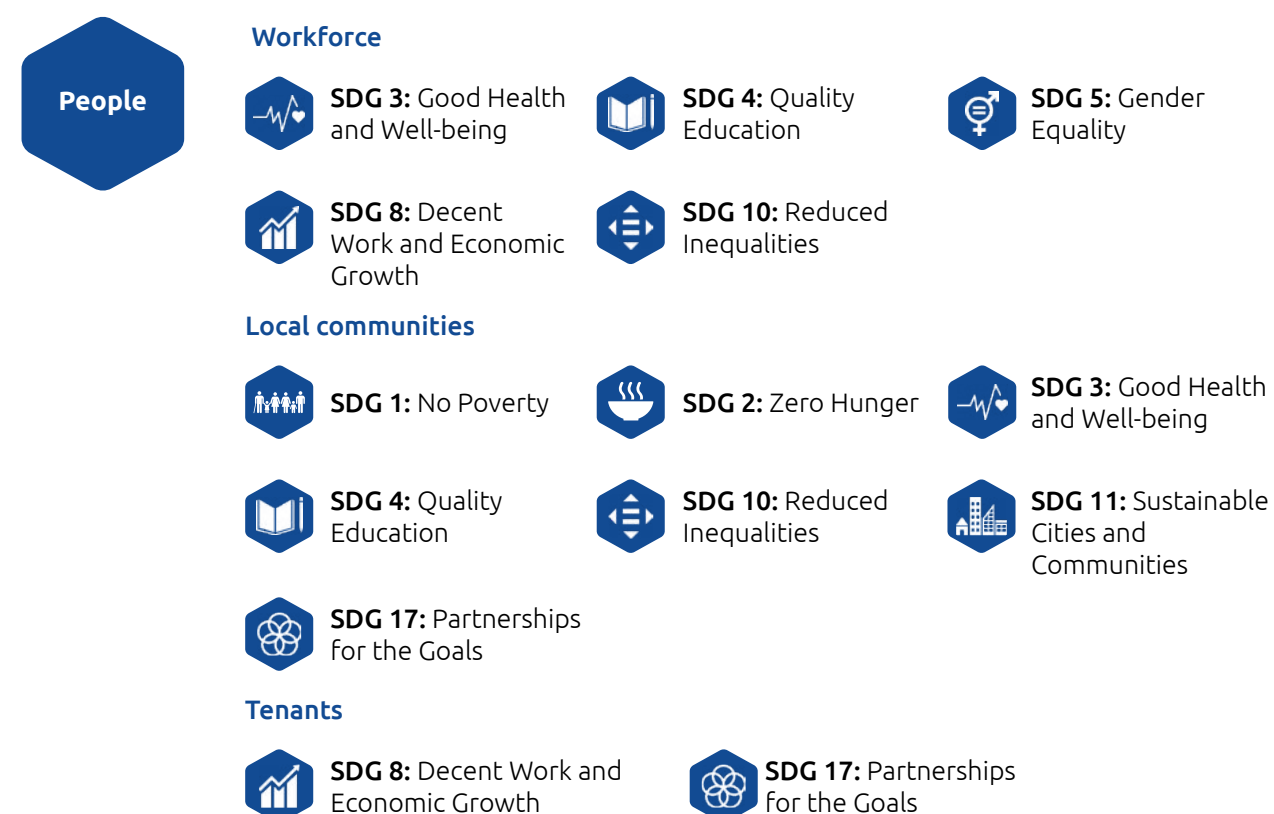 People
Workforce
SDG 3: Good Health
and Well-being
SDG 4: Quality
Education
SDG 5: Gender
Equality
SDG 8: Decent
Work and Economic
Growth
SDG 10: Reduced
Inequalities
Local communities
SDG 1: No Poverty
SDG 2: Zero Hunger
SDG 3: Good Health
and Well-being
SDG 4: Quality
Education
SDG 10: Reduced
Inequalities
SDG 11: Sustainable
Cities and
Communities
SDG 17: Partnerships
for the Goals
Tenants
SDG 8: Decent Work and
Economic Growth
SDG 17: Partnerships
for the Goals